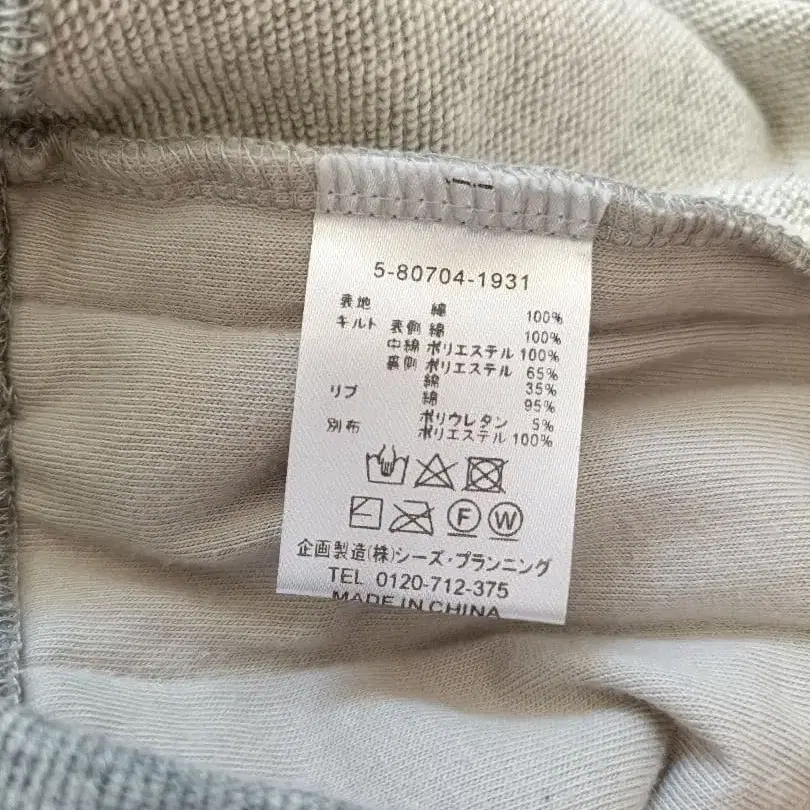 5-80704-1931
表地 綿 100%
キルト 表側 綿 100%
中綿 ポリエステル 100%
裏側 ポリエステル 65%
綿 35%
リブ 綿 95%
ポリウレタン 5%
別布 ポリエステル 100%
F W
企画製造(株)シーズ・プランニング
TEL 0120-712-375
MADE IN CHINA